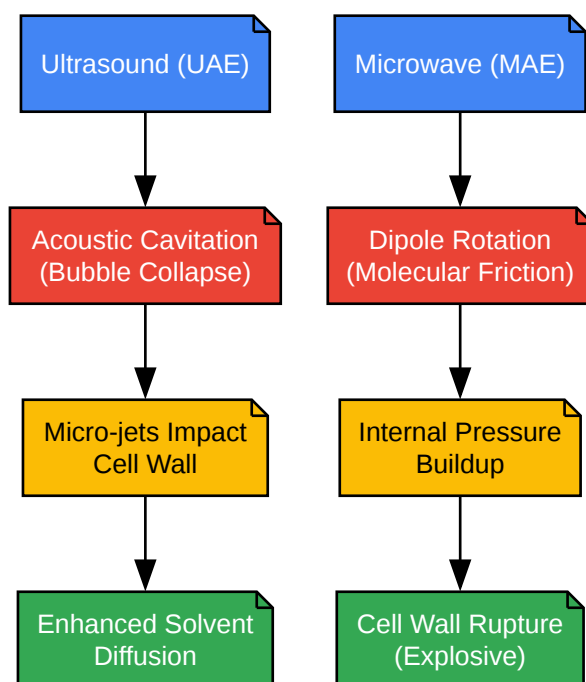 Ultrasound (UAE)
Microwave (MAE)
Acoustic Cavitation
(Bubble Collapse)
Dipole Rotation
(Molecular Friction)
Micro-jets Impact
Cell Wall
Internal Pressure
Buildup
Enhanced Solvent
Diffusion
Cell Wall Rupture
(Explosive)